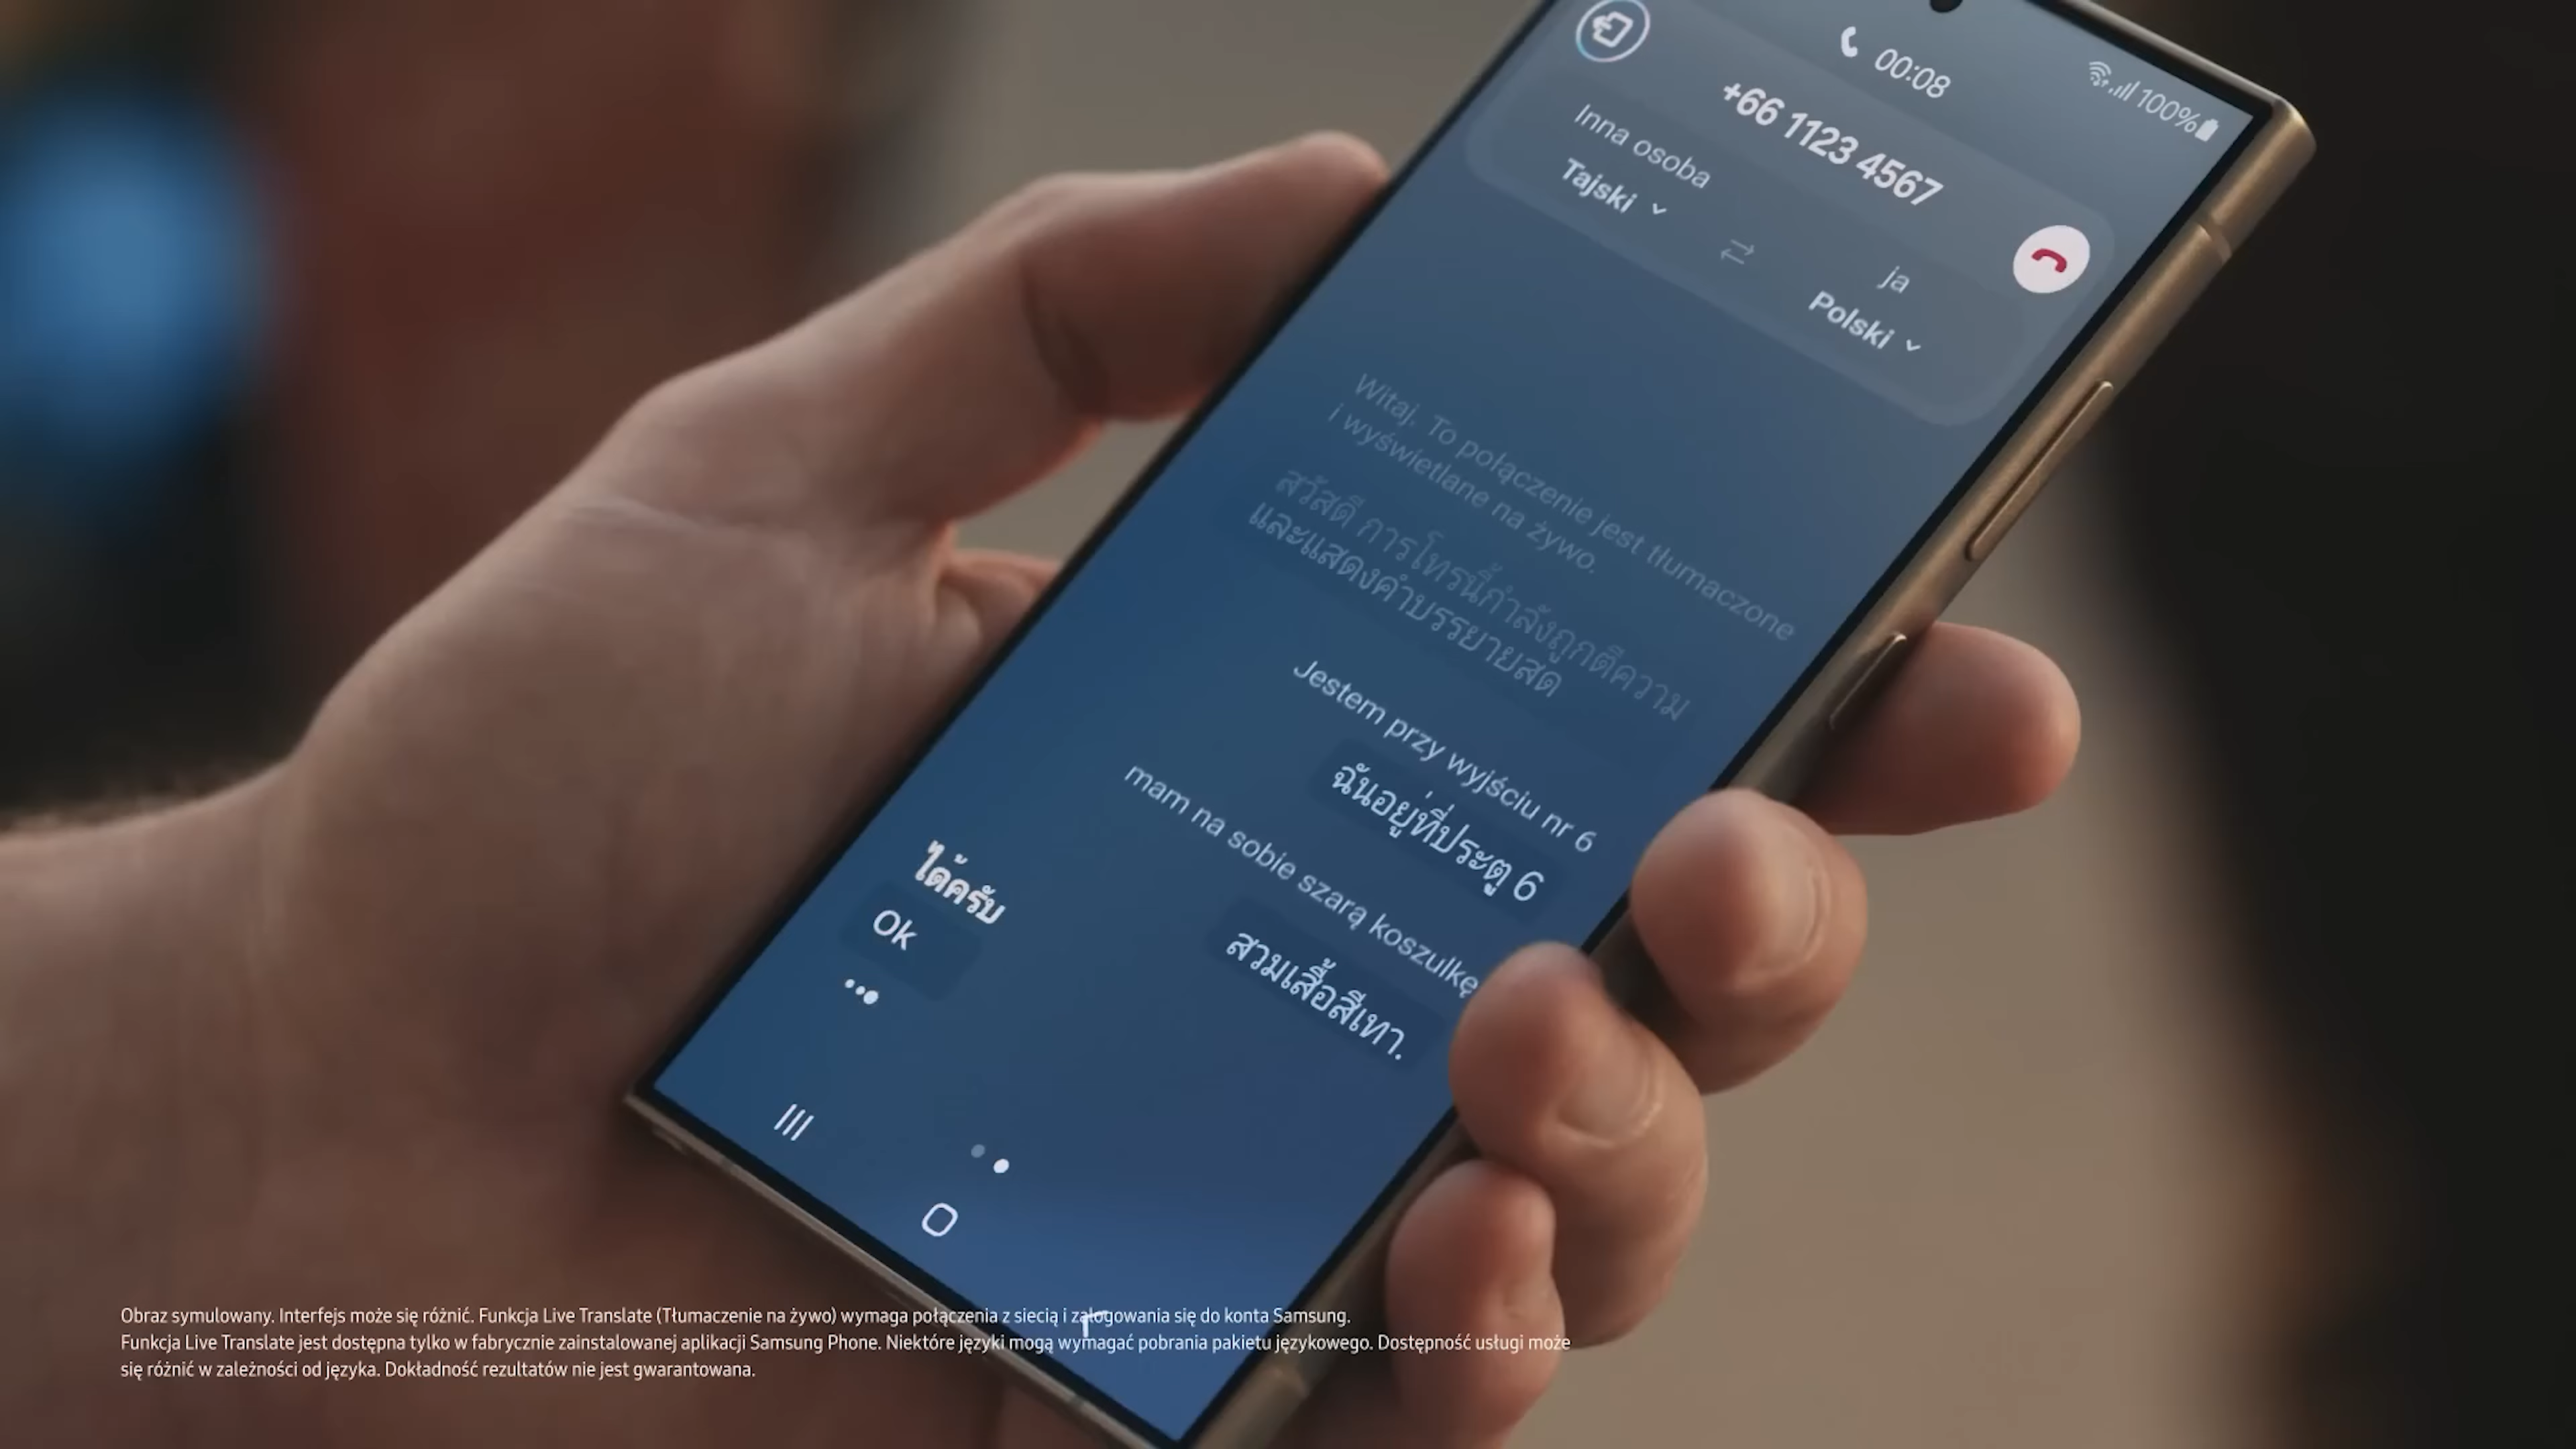 00:08
100%
+66 1123 4567
Inna osoba
Tajski
ja
Polski
Witaj. To połączenie jest tłumaczone
i wyświetlane na żywo.
สวัสดี การโทรนี้กำลังถูกตีความ
และแสดงคำบรรยายสด
Jestem przy wyjściu nr 6
ฉันอยู่ที่ประตู 6
mam na sobie szarą koszulkę
สวมเสื้อสีเทา.
ได้ครับ
Ok
Obraz symulowany. Interfejs może się różnić. Funkcja Live Translate (Tłumaczenie na żywo) wymaga połączenia z siecią i zalogowania się do konta Samsung.
Funkcja Live Translate jest dostępna tylko w fabrycznie zainstalowanej aplikacji Samsung Phone. Niektóre języki mogą wymagać pobrania pakietu językowego. Dostępność usługi może
się różnić w zależności od języka. Dokładność rezultatów nie jest gwarantowana.